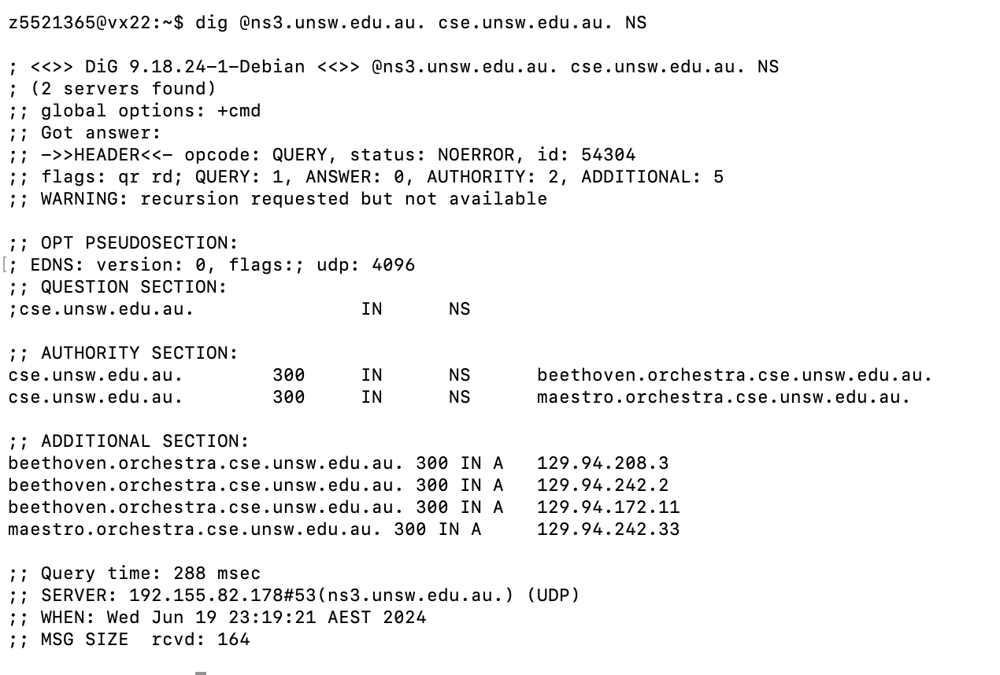 z5521365@vx22:~$ dig @ns3.unsw.edu.au. cse.unsw.edu.au. NS
; <<>> DiG 9.18.24-1-Debian <<>> @ns3.unsw.edu.au. cse.unsw.edu.au. NS
; (2 servers found)
;; global options: +cmd
;; Got answer:
;; ->>HEADER<<- opcode: QUERY, status: NOERROR, id: 54304
;; flags: qr rd; QUERY: 1, ANSWER: 0, AUTHORITY: 2, ADDITIONAL: 5
;; WARNING: recursion requested but not available
;; OPT PSEUDOSECTION:
[; EDNS: version: 0, flags:; udp: 4096
;; QUESTION SECTION:
;cse.unsw.edu.au. IN NS
;; AUTHORITY SECTION:
cse.unsw.edu.au. 300 IN NS beethoven.orchestra.cse.unsw.edu.au.
cse.unsw.edu.au. 300 IN NS maestro.orchestra.cse.unsw.edu.au.
;; ADDITIONAL SECTION:
beethoven.orchestra.cse.unsw.edu.au. 300 IN A 129.94.208.3
beethoven.orchestra.cse.unsw.edu.au. 300 IN A 129.94.242.2
beethoven.orchestra.cse.unsw.edu.au. 300 IN A 129.94.172.11
maestro.orchestra.cse.unsw.edu.au. 300 IN A 129.94.242.33
;; Query time: 288 msec
;; SERVER: 192.155.82.178#53(ns3.unsw.edu.au.) (UDP)
;; WHEN: Wed Jun 19 23:19:21 AEST 2024
;; MSG SIZE  rcvd: 164